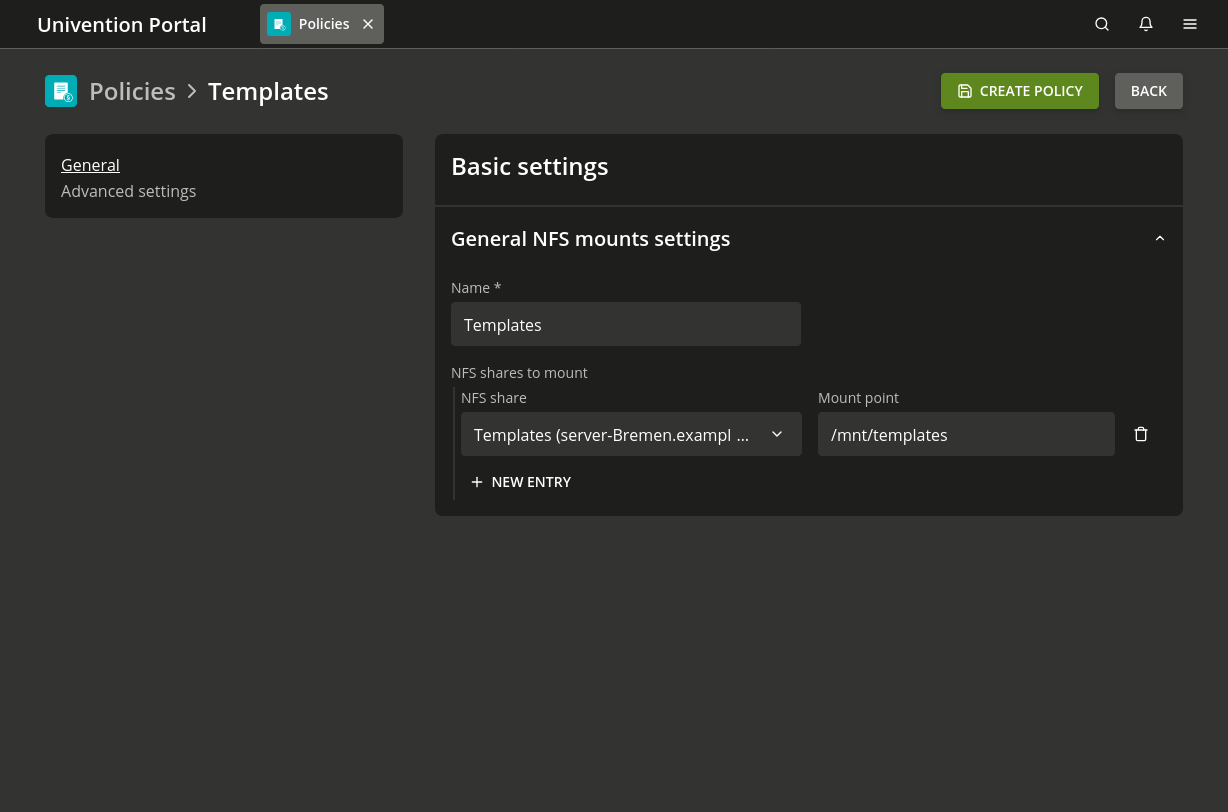 Univention Portal
Policies
Policies > Templates
CREATE POLICY
BACK
General
Advanced settings
Basic settings
General NFS mounts settings
Name *
Templates
NFS shares to mount
NFS share
Mount point
Templates (server-Bremen.exampl ...
/mnt/templates
NEW ENTRY